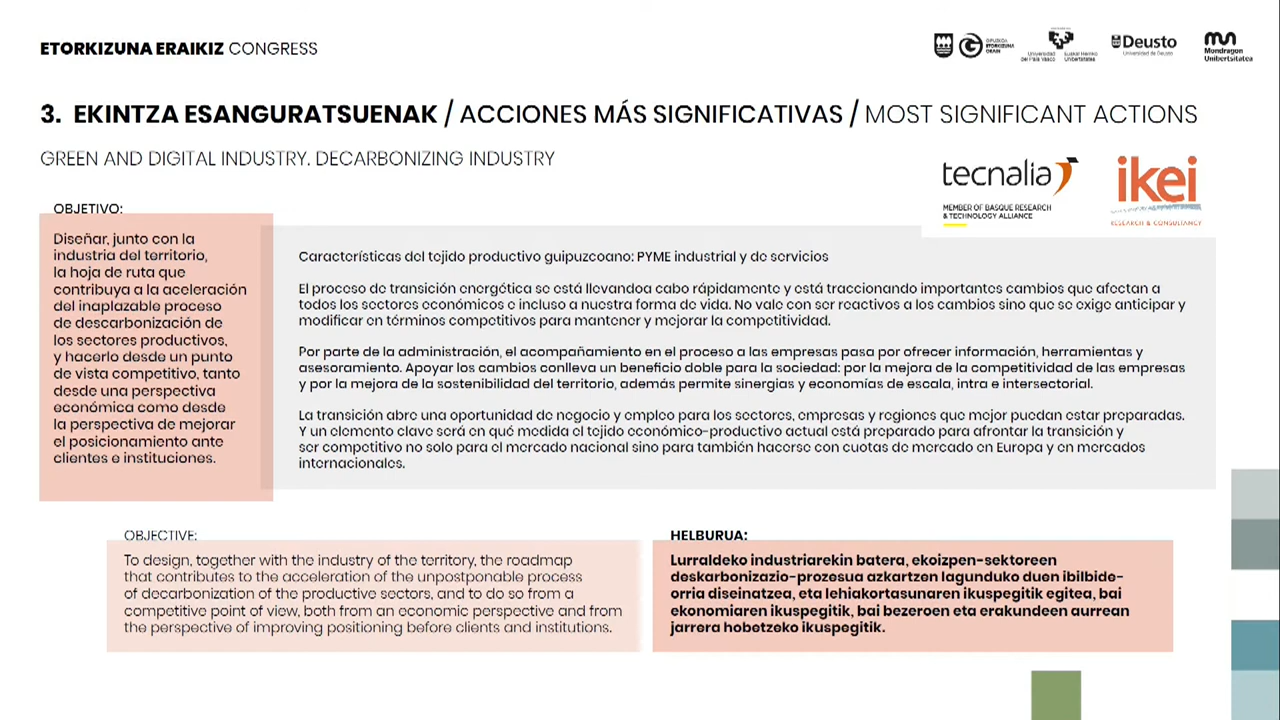 ETORKIZUNA ERAIKIZ CONGRESS
GIPUZKOA
ETORKIZUNA
ORAIN
Universidad del País Vasco
Euskal Herriko Unibertsitatea
Deusto
Universidad de Deusto
Mondragon
Unibertsitatea
3. EKINTZA ESANGURATSUENAK / ACCIONES MÁS SIGNIFICATIVAS / MOST SIGNIFICANT ACTIONS
GREEN AND DIGITAL INDUSTRY. DECARBONIZING INDUSTRY
tecnalia
MEMBER OF BASQUE RESEARCH
& TECHNOLOGY ALLIANCE
ikei
RESEARCH & CONSULTANCY
OBJETIVO:
Diseñar, junto con la
industria del territorio,
la hoja de ruta que
contribuya a la aceleración
del inaplazable proceso
de descarbonización de
los sectores productivos,
y hacerlo desde un punto
de vista competitivo, tanto
desde una perspectiva
económica como desde
la perspectiva de mejorar
el posicionamiento ante
clientes e instituciones.
Características del tejido productivo guipuzcoano: PYME industrial y de servicios
El proceso de transición energética se está llevandoa cabo rápidamente y está traccionando importantes cambios que afectan a
todos los sectores económicos e incluso a nuestra forma de vida. No vale con ser reactivos a los cambios sino que se exige anticipar y
modificar en términos competitivos para mantener y mejorar la competitividad.
Por parte de la administración, el acompañamiento en el proceso a las empresas pasa por ofrecer información, herramientas y
asesoramiento. Apoyar los cambios conlleva un beneficio doble para la sociedad: por la mejora de la competitividad de las empresas
y por la mejora de la sostenibilidad del territorio, además permite sinergias y economías de escala, intra e intersectorial.
La transición abre una oportunidad de negocio y empleo para los sectores, empresas y regiones que mejor puedan estar preparadas.
Y un elemento clave será en qué medida el tejido económico-productivo actual está preparado para afrontar la transición y
ser competitivo no solo para el mercado nacional sino para también hacerse con cuotas de mercado en Europa y en mercados
internacionales.
OBJECTIVE:
To design, together with the industry of the territory, the roadmap
that contributes to the acceleration of the unpostponable process
of decarbonization of the productive sectors, and to do so from a
competitive point of view, both from an economic perspective and from
the perspective of improving positioning before clients and institutions.
HELBURUA:
Lurraldeko industriarekin batera, ekoizpen-sektoreen
deskarbonizazio-prozesua azkartzen lagunduko duen ibilbide-
orria diseinatzea, eta lehiakortasunaren ikuspegitik egitea, bai
ekonomiaren ikuspegitik, bai bezeroen eta erakundeen aurrean
jarrera hobetzeko ikuspegitik.